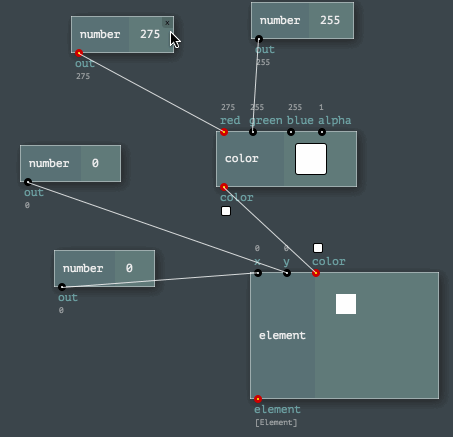 number 275 x
out
275
number 255
out
255
275 255 255 1
red green blue alpha
color
color
number 0
out
0
0 0
x y color
number 0
out
0
element
element
[Element]